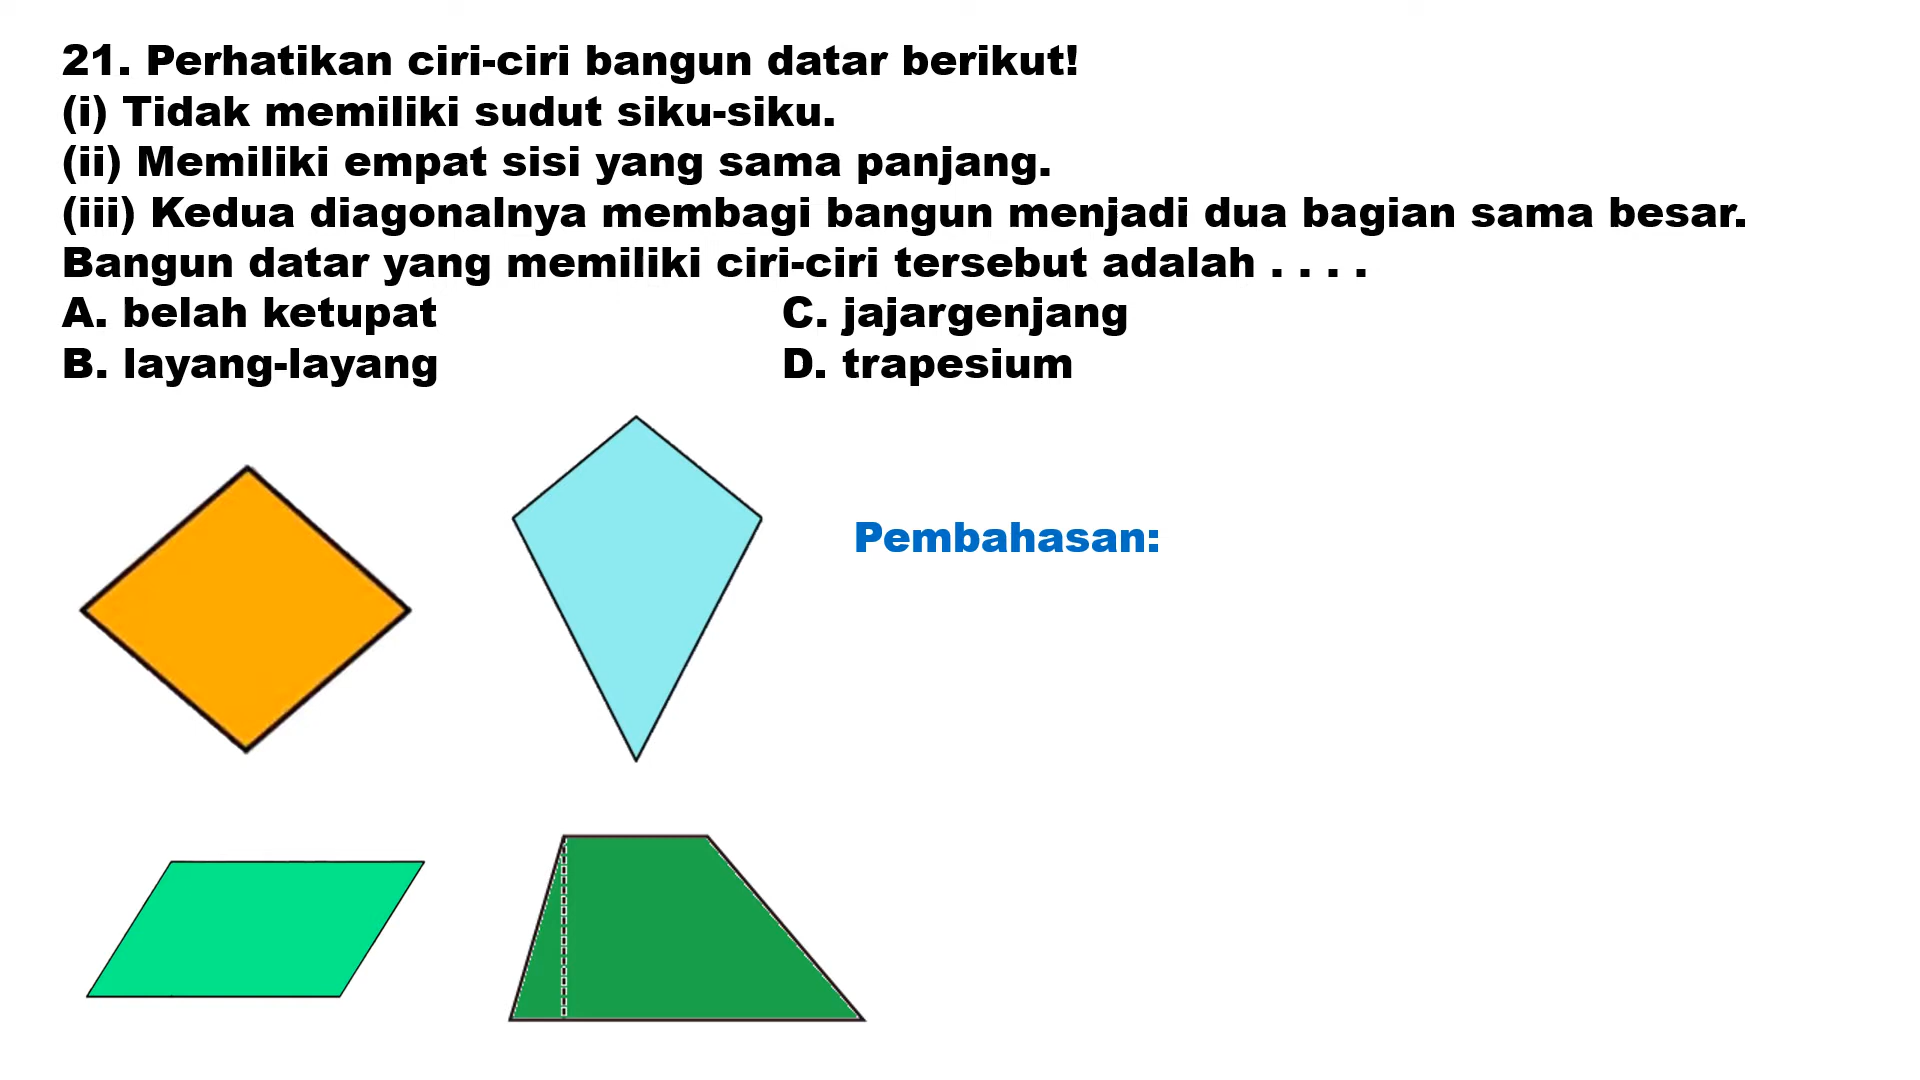 21. Perhatikan ciri-ciri bangun datar berikut!
(i) Tidak memiliki sudut siku-siku.
(ii) Memiliki empat sisi yang sama panjang.
(iii) Kedua diagonalnya membagi bangun menjadi dua bagian sama besar.
Bangun datar yang memiliki ciri-ciri tersebut adalah . . . .
A. belah ketupat C. jajargenjang
B. layang-layang D. trapesium
Pembahasan: